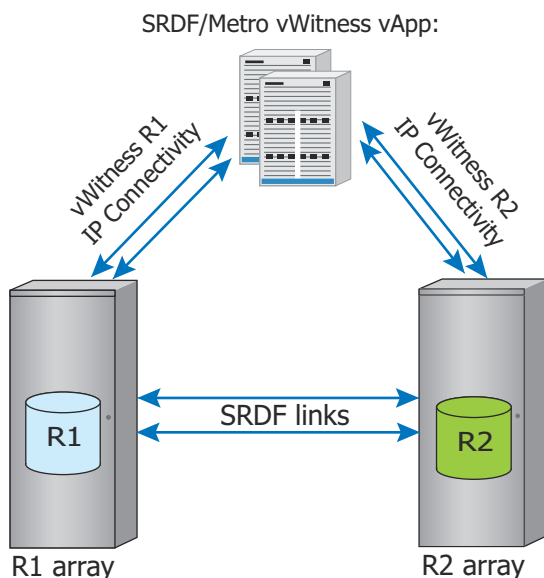 SRDF/Metro vWitness vApp:
vWitness R1
IP Connectivity
vWitness R2
IP Connectivity
R1
SRDF links
R2
R1 array
R2 array